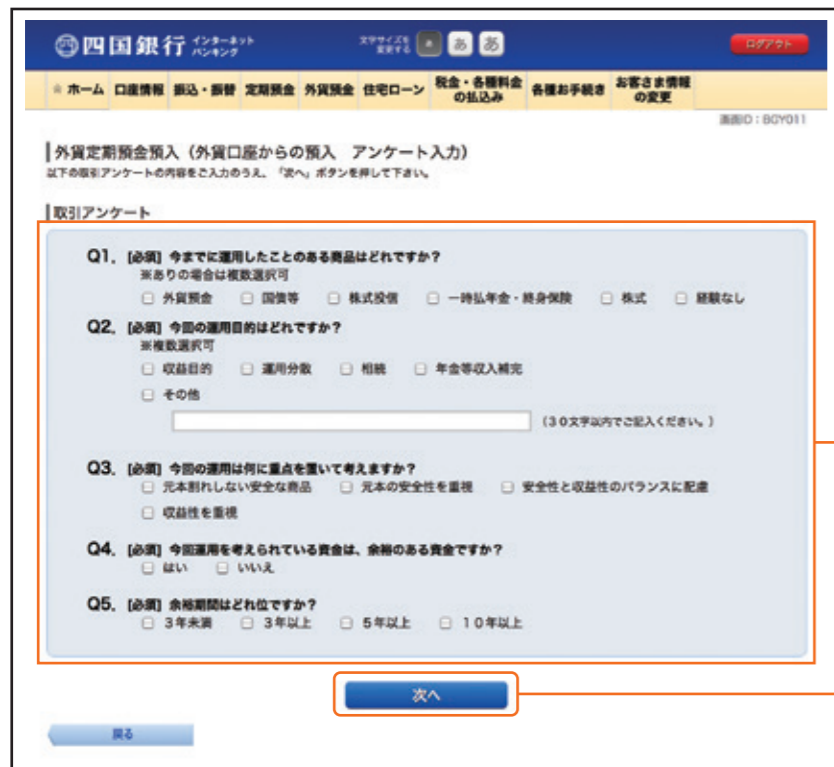 四国銀行 インターネットバンキング
文字サイズを変更する あ あ あ
ログアウト
ホーム 口座情報 振込・振替 定期預金 外貨預金 住宅ローン 税金・各種料金の払込み 各種お手続き お客さま情報の変更
画面ID:BGY011
外貨定期預金預入(外貨口座からの預入 アンケート入力)
以下の取引アンケートの内容をご入力のうえ、「次へ」ボタンを押して下さい。
取引アンケート
Q1. [必須] 今までに運用したことのある商品はどれですか?
※ありの場合は複数選択可
外貨預金 国債等 株式投信 一時払年金・終身保険 株式 経験なし
Q2. [必須] 今回の運用目的はどれですか?
※複数選択可
収益目的 運用分散 相続 年金等収入補完
その他
(30文字以内でご記入ください。)
Q3. [必須] 今回の運用は何に重点を置いて考えますか?
元本割れしない安全な商品 元本の安全性を重視 安全性と収益性のバランスに配慮
収益性を重視
Q4. [必須] 今回運用を考えられている資金は、余裕のある資金ですか?
はい いいえ
Q5. [必須] 余裕期間はどれ位ですか?
3年未満 3年以上 5年以上 10年以上
次へ
戻る